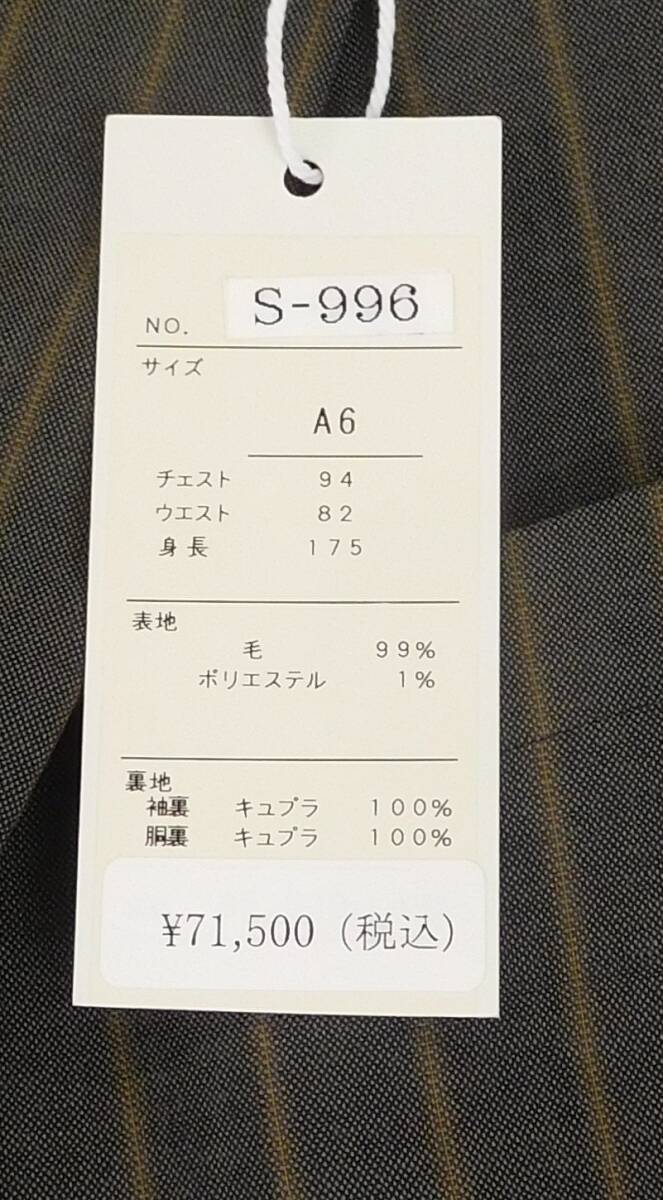 NO. S-996
サイズ
A6
チェスト 94
ウエスト 82
身長 175
表地
毛 99%
ポリエステル 1%
裏地
袖裏 キュプラ 100%
胴裏 キュプラ 100%
¥71,500 (税込)